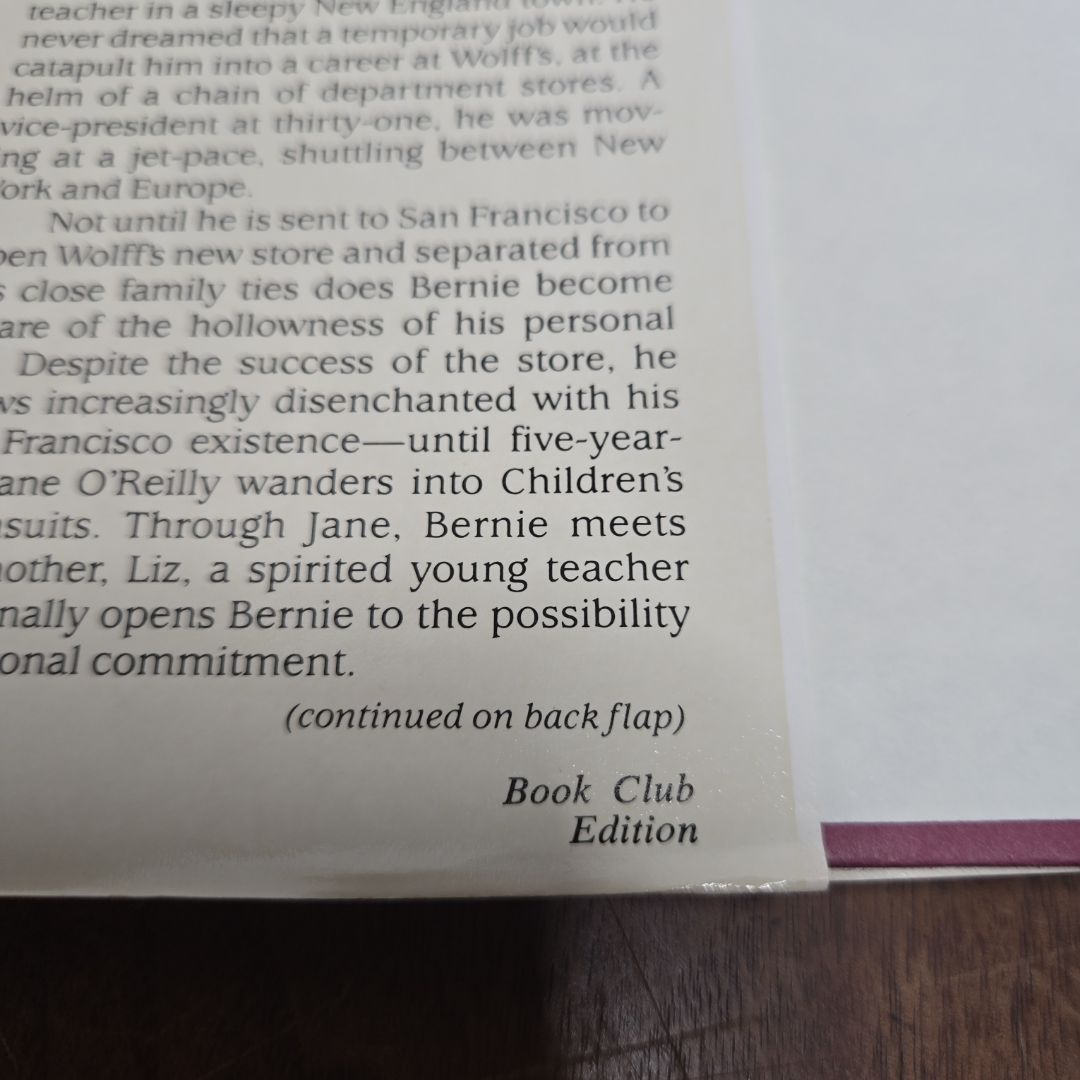 teacher in a sleepy New England town. He
never dreamed that a temporary job would
catapult him into a career at Wolff's, at the
helm of a chain of department stores. A
vice-president at thirty-one, he was mov-
ng at a jet-pace, shuttling between New
ork and Europe.
Not until he is sent to San Francisco to
pen Wolff's new store and separated from
s close family ties does Bernie become
are of the hollowness of his personal
Despite the success of the store, he
ws increasingly disenchanted with his
Francisco existence—until five-year-
ane O'Reilly wanders into Children's
suits. Through Jane, Bernie meets
other, Liz, a spirited young teacher
nally opens Bernie to the possibility
onal commitment.
(continued on back flap)
Book Club
Edition